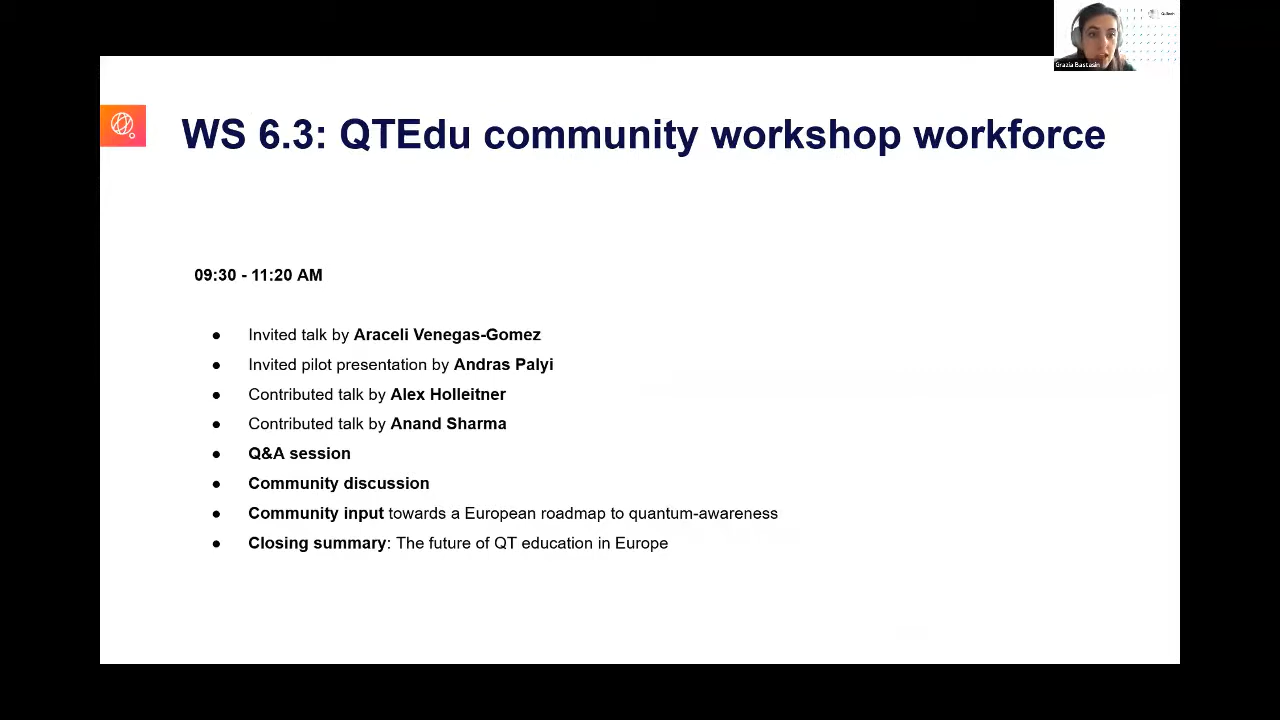 Grazia Bastasin
WS 6.3: QTEdu community workshop workforce
09:30 - 11:20 AM
● Invited talk by Araceli Venegas-Gomez
● Invited pilot presentation by Andras Palyi
● Contributed talk by Alex Holleitner
● Contributed talk by Anand Sharma
● Q&A session
● Community discussion
● Community input towards a European roadmap to quantum-awareness
● Closing summary: The future of QT education in Europe